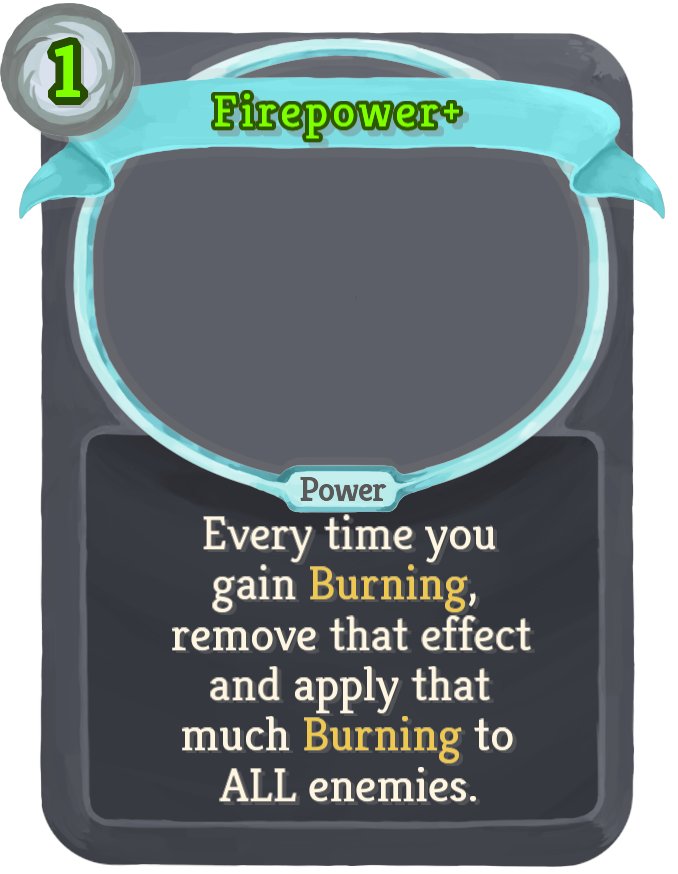 1
Firepower+
Power
Every time you
gain Burning,
remove that effect
and apply that
much Burning to
ALL enemies.